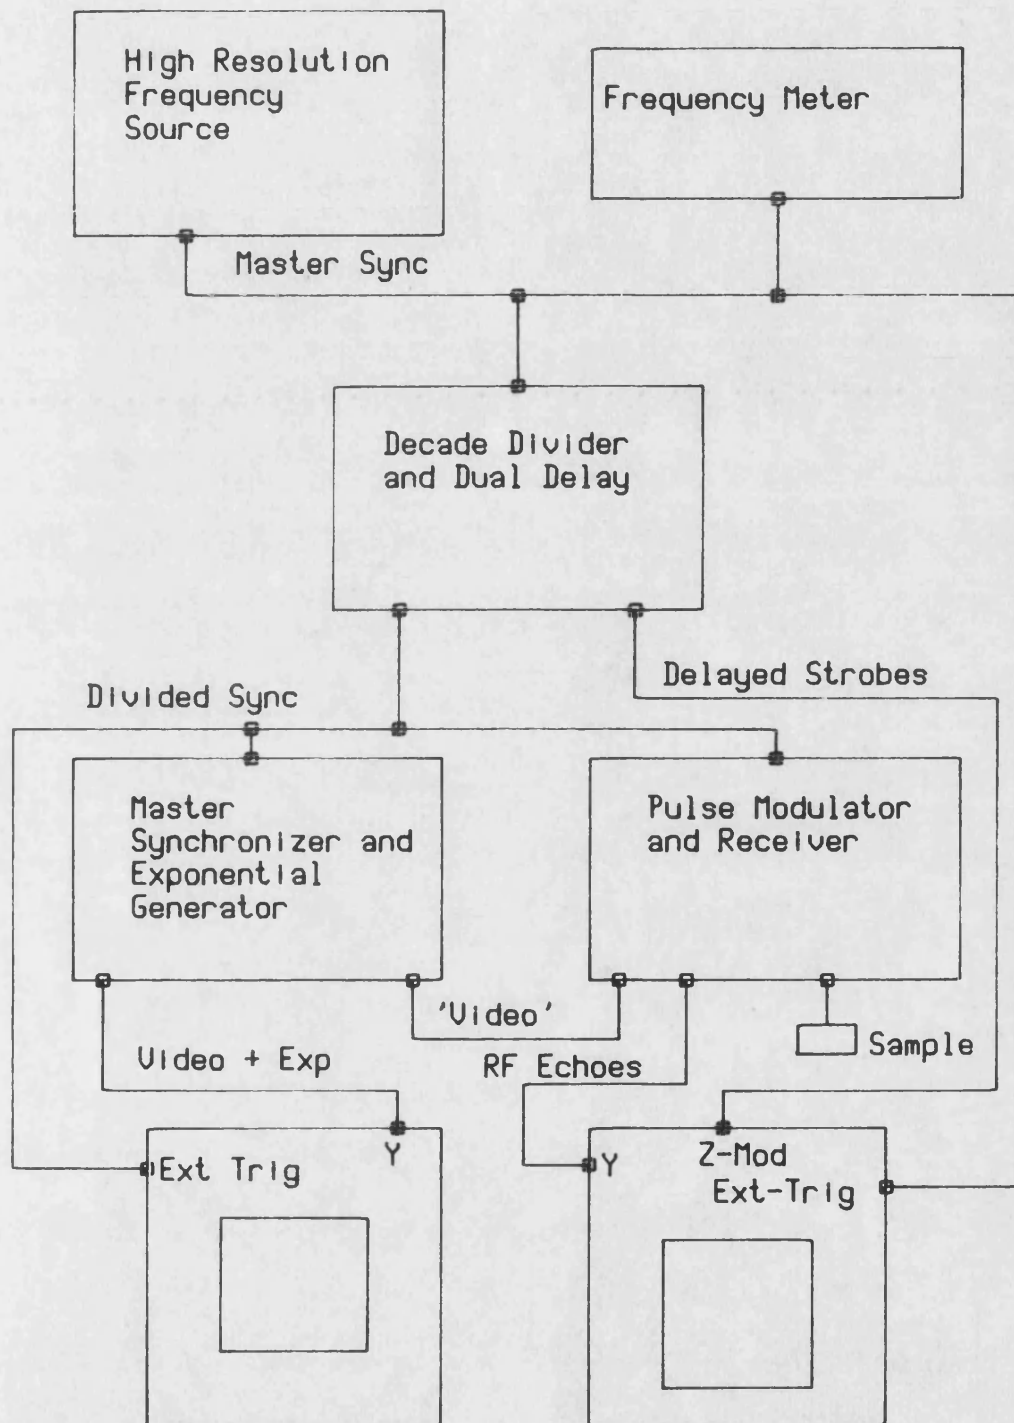 High Resolution
Frequency
Source
Frequency Meter
Master Sync
Decade Divider
and Dual Delay
Delayed Strobes
Divided Sync
Master
Synchronizer and
Exponential
Generator
Pulse Modulator
and Receiver
'Video'
Video + Exp
RF Echoes
Sample
Y
Ext Trig
Y
Z-Mod
Ext-Trig